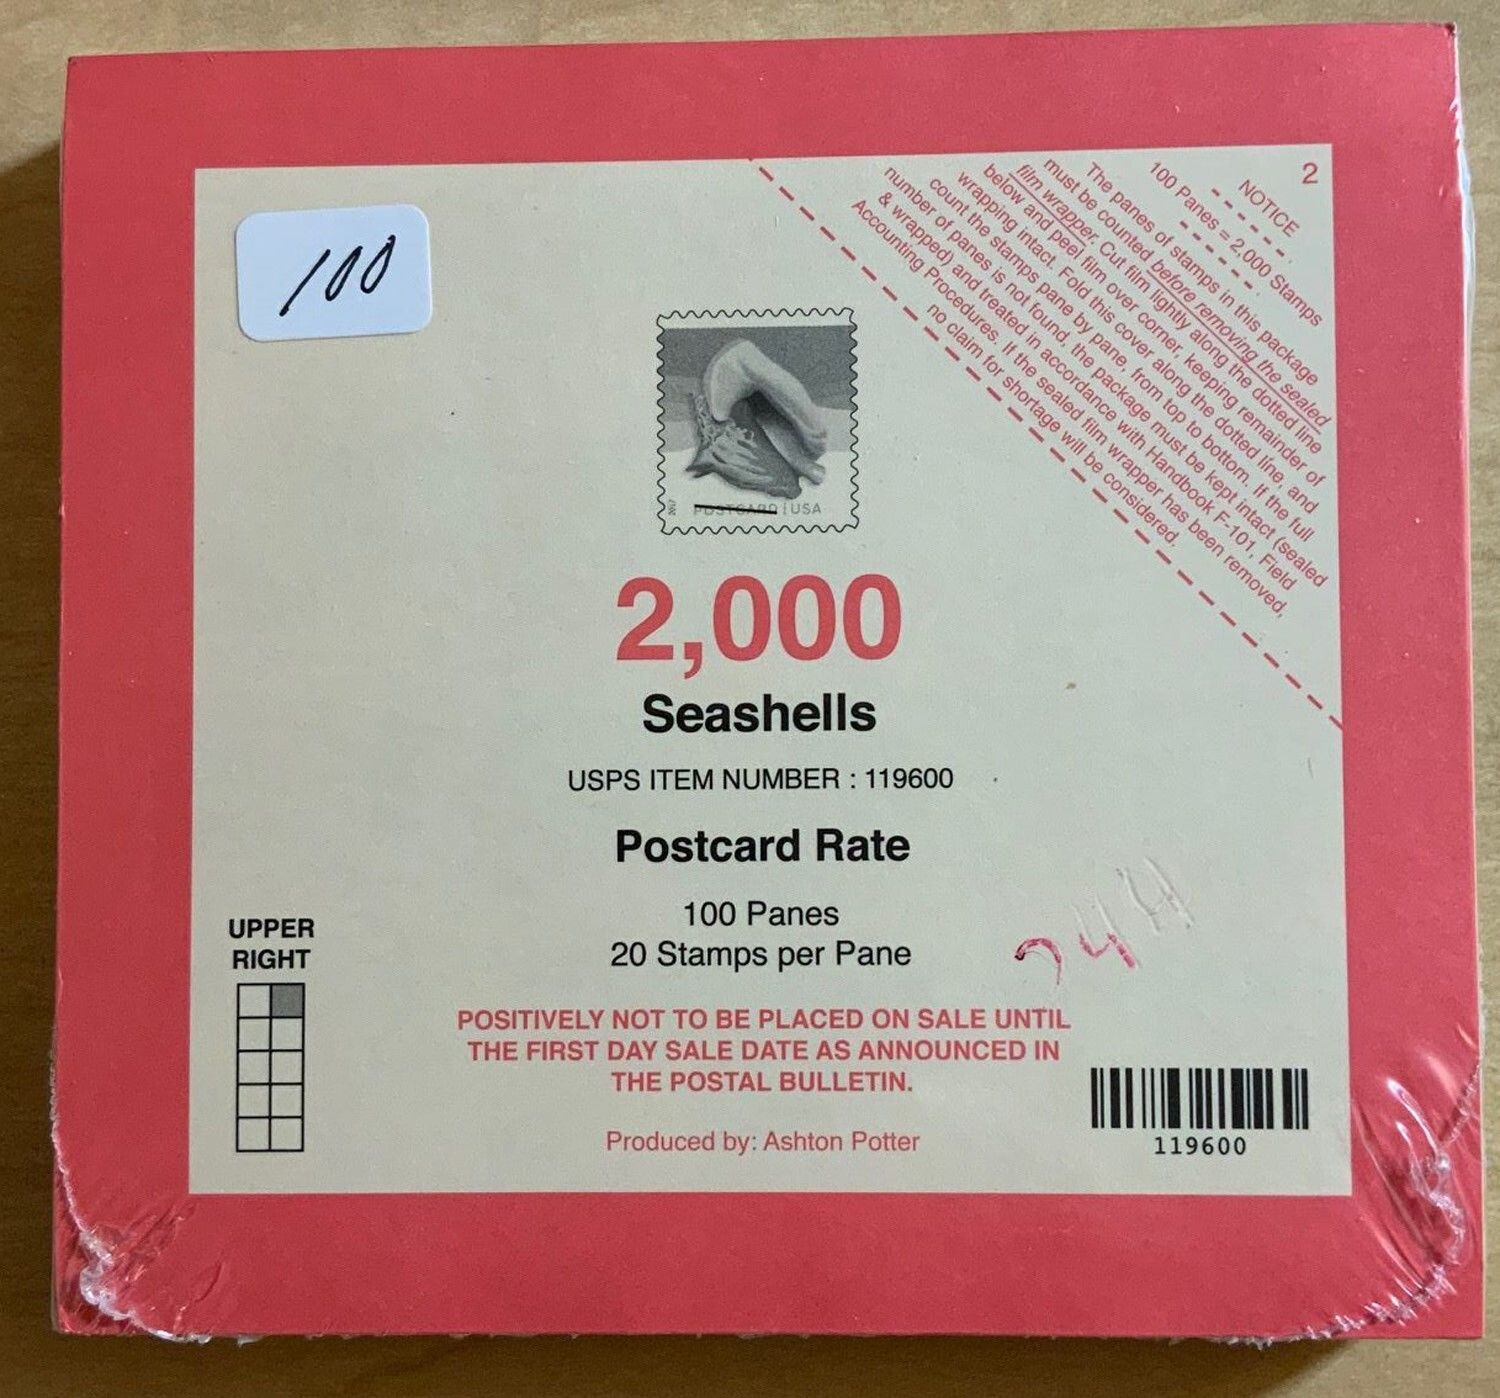 100
2
NOTICE
100 Panes = 2,000 Stamps
The panes of stamps in this package
must be counted before removing the sealed
film wrapper. Cut film lightly along the dotted line
below and peel film over corner, keeping remainder of
wrapping intact. Fold this cover along the dotted line, and
count the stamps pane by pane, from top to bottom. If the full
number of panes is not found, the package must be kept intact (sealed
& wrapped) and treated in accordance with Handbook F-101, Field
Accounting Procedures. If the sealed film wrapper has been removed,
no claim for shortage will be considered.
2017
POSTCARD | USA
2,000
Seashells
USPS ITEM NUMBER : 119600
Postcard Rate
100 Panes
20 Stamps per Pane
UPPER
RIGHT
POSITIVELY NOT TO BE PLACED ON SALE UNTIL
THE FIRST DAY SALE DATE AS ANNOUNCED IN
THE POSTAL BULLETIN.
Produced by: Ashton Potter
119600